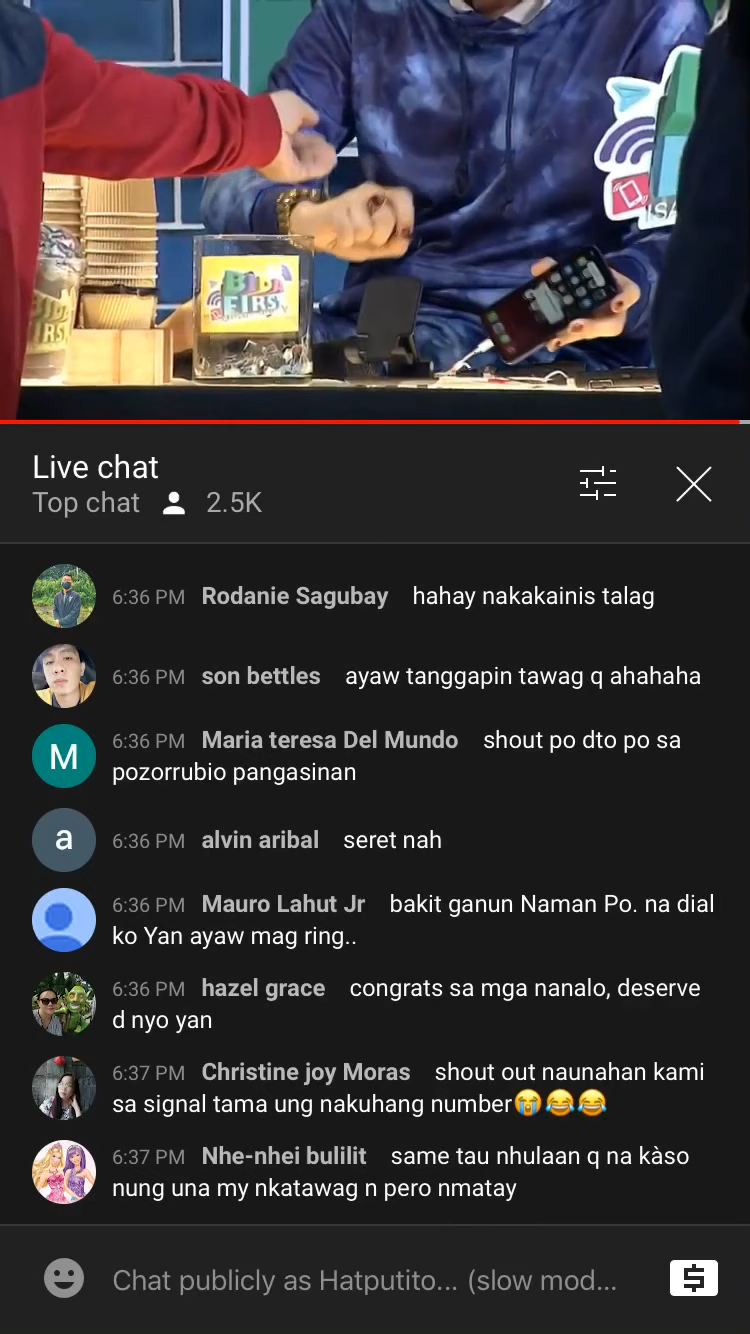 BIDA
FIRST
BIDA
FIRST
Live chat
Top chat 2.5K
6:36 PM Rodanie Sagubay hahay nakakainis talag
6:36 PM son bettles ayaw tanggapin tawag q ahahaha
M
6:36 PM Maria teresa Del Mundo shout po dto po sa
pozorrubio pangasinan
a
6:36 PM alvin aribal seret nah
6:36 PM Mauro Lahut Jr bakit ganun Naman Po. na dial
ko Yan ayaw mag ring..
6:36 PM hazel grace congrats sa mga nanalo, deserve
d nyo yan
6:37 PM Christine joy Moras shout out naunahan kami
sa signal tama ung nakuhang number😭😂😂
6:37 PM Nhe-nhei bulilit same tau nhulaan q na kàso
nung una my nkatawag n pero nmatay
Chat publicly as Hatputito... (slow mod...